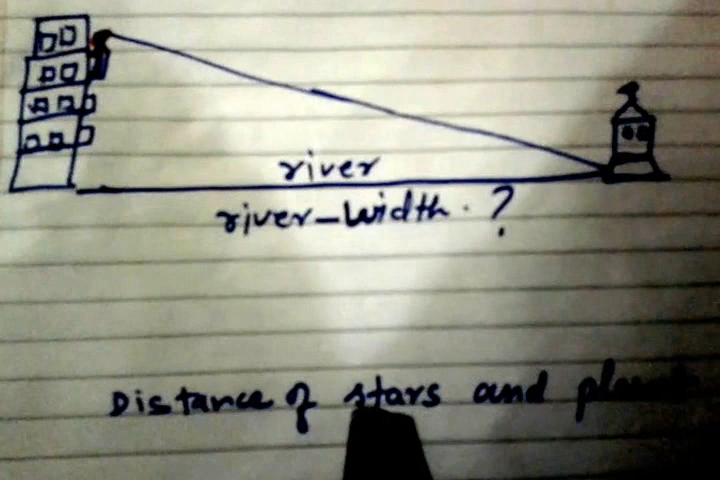 river
river-width. ?
Distance of stars and